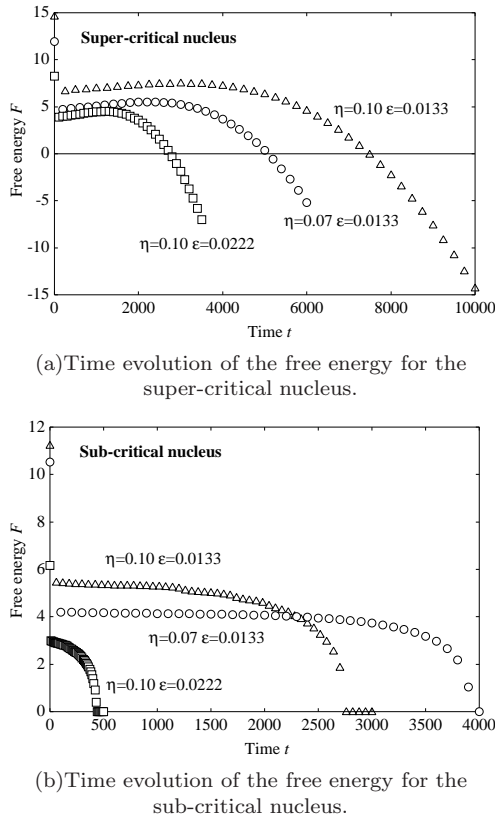 15
Super-critical nucleus
10
η=0.10 ε=0.0133
5
Free energy F
0
-5
η=0.07 ε=0.0133
η=0.10 ε=0.0222
-10
-15
0 2000 4000 6000 8000 10000
Time t
(a)Time evolution of the free energy for the
super-critical nucleus.
12
Sub-critical nucleus
10
8
Free energy F
η=0.10 ε=0.0133
6
4
η=0.07 ε=0.0133
2
η=0.10 ε=0.0222
0
0 500 1000 1500 2000 2500 3000 3500 4000
Time t
(b)Time evolution of the free energy for the
sub-critical nucleus.